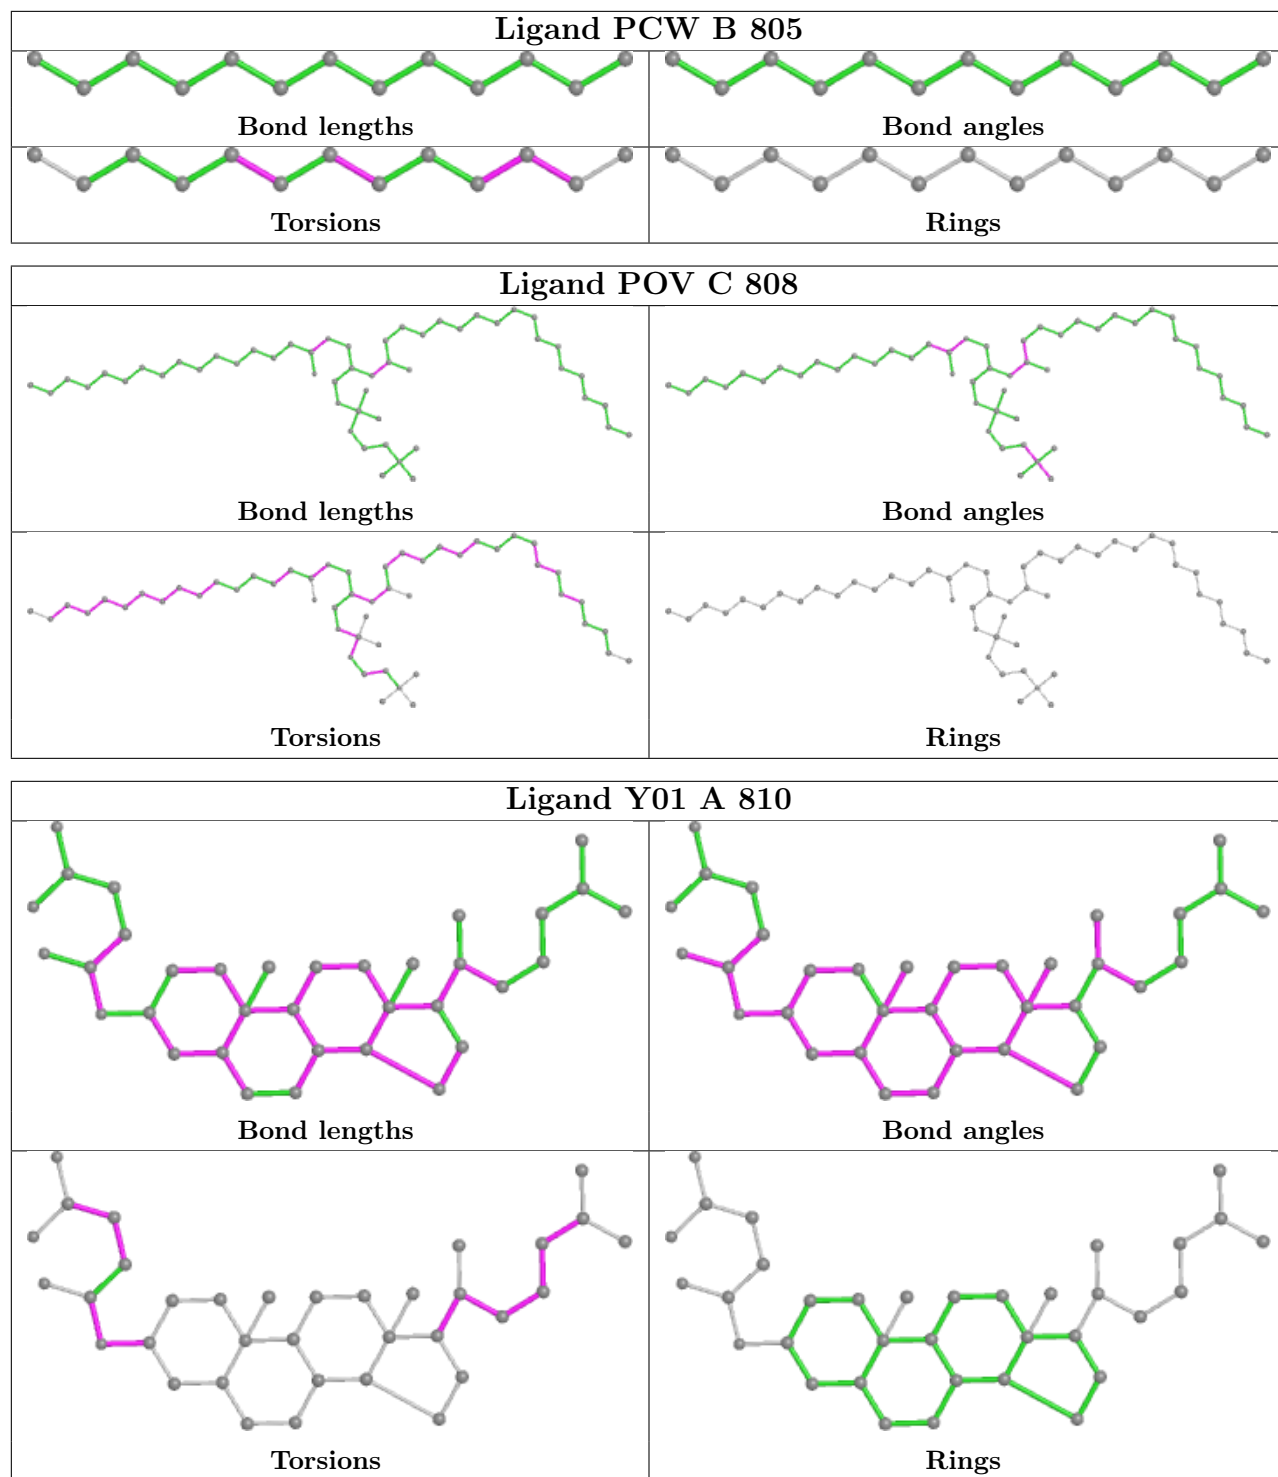 Ligand PCW B 805
Bond lengths
Bond angles
Torsions
Rings
Ligand POV C 808
Bond lengths
Bond angles
Torsions
Rings
Ligand Y01 A 810
Bond lengths
Bond angles
Torsions
Rings